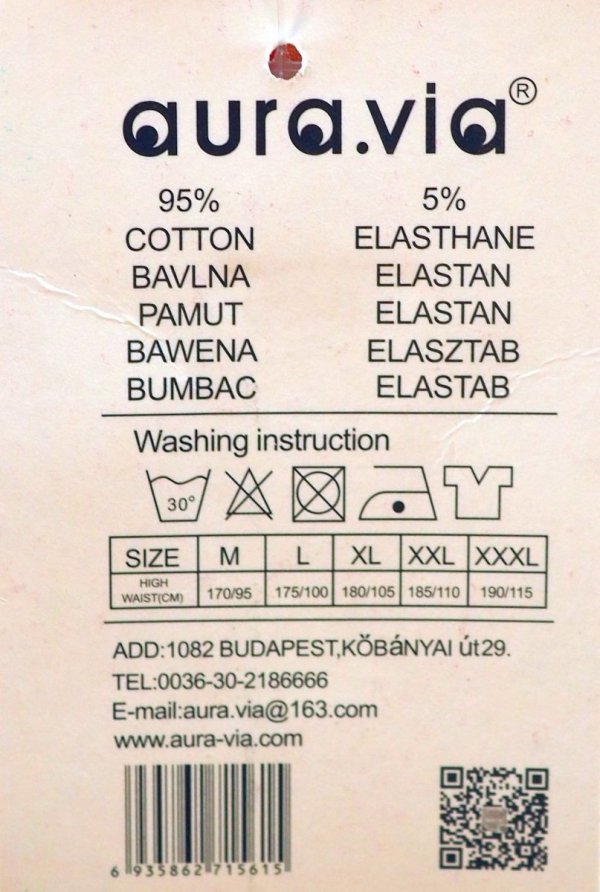 aura.via®
95% 5%
COTTON ELASTHANE
BAVLNA ELASTAN
PAMUT ELASTAN
BAWENA ELASZTAB
BUMBAC ELASTAB
Washing instruction
30°
SIZE M L XL XXL XXXL
HIGH
WAIST(CM) 170/95 175/100 180/105 185/110 190/115
ADD:1082 BUDAPEST,KŐBáNYAI út29.
TEL:0036-30-2186666
E-mail:aura.via@163.com
www.aura-via.com
6 935862 715615